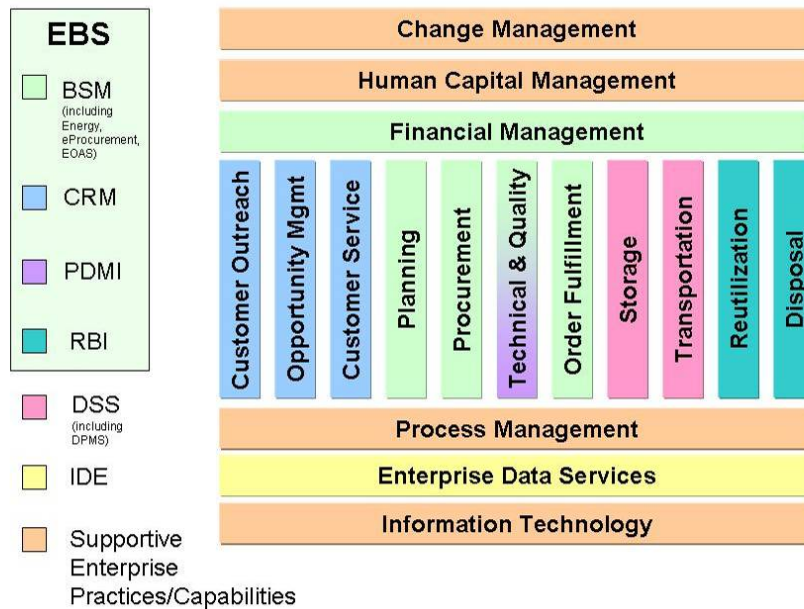 EBS
BSM
(including
Energy,
eProcurement,
EOAS)
CRM
PDMI
RBI
DSS
(including
DPMS)
IDE
Supportive
Enterprise
Practices/Capabilities
Change Management
Human Capital Management
Financial Management
Customer Outreach
Opportunity Mgmt
Customer Service
Planning
Procurement
Technical & Quality
Order Fulfillment
Storage
Transportation
Reutilization
Disposal
Process Management
Enterprise Data Services
Information Technology